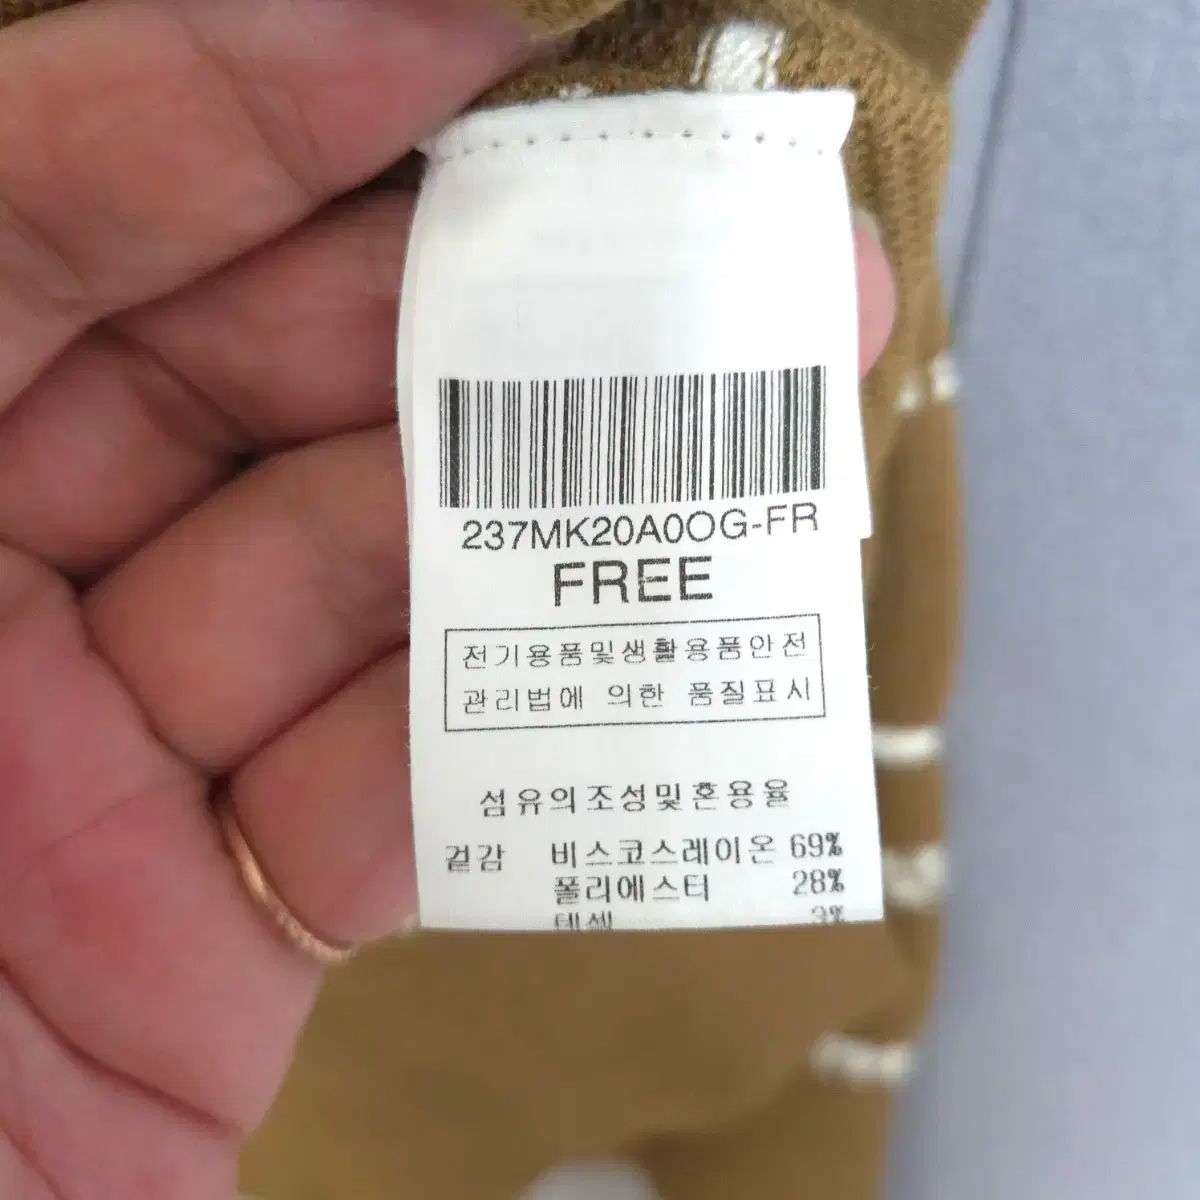 237MK20A0OG-FR
FREE
전기용품및생활용품안전
관리법에 의한 품질표시
섬유의조성및혼용율
겉감 비스코스레이온 69%
폴리에스터 28%